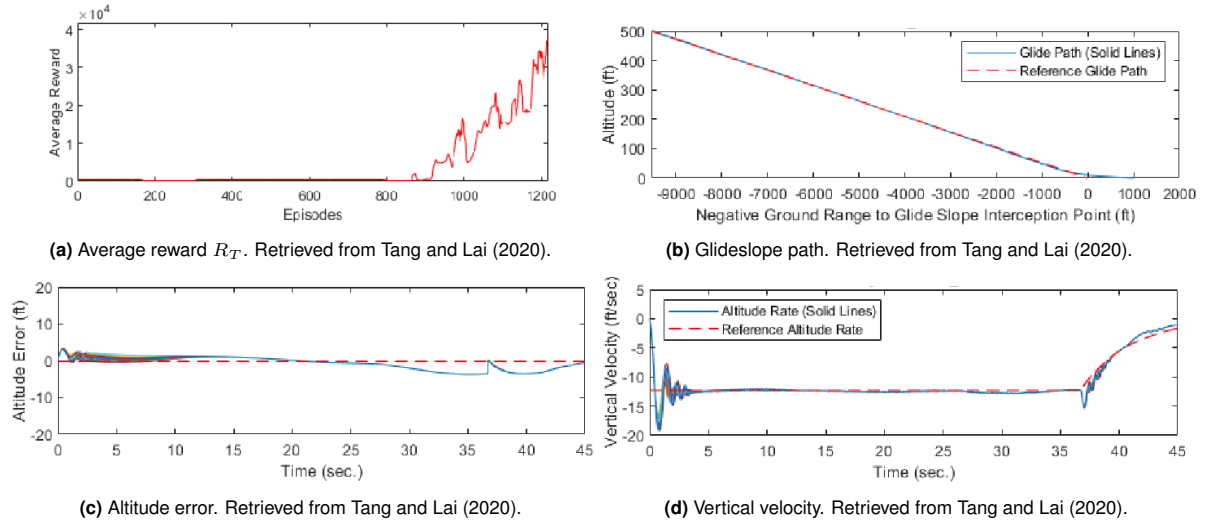 ×10^4
4
3
2
1
0
Average Reward
0 200 400 600 800 1000 1200
Episodes
(a) Average reward R_T. Retrieved from Tang and Lai (2020).
500
400
300
200
100
0
Altitude (ft)
Glide Path (Solid Lines)
Reference Glide Path
-9000 -8000 -7000 -6000 -5000 -4000 -3000 -2000 -1000 0 1000 2000
Negative Ground Range to Glide Slope Interception Point (ft)
(b) Glideslope path. Retrieved from Tang and Lai (2020).
20
10
0
-10
-20
Altitude Error (ft)
0 5 10 15 20 25 30 35 40 45
Time (sec.)
(c) Altitude error. Retrieved from Tang and Lai (2020).
5
0
-5
-10
-15
-20
Vertical Velocity (ft/sec)
Altitude Rate (Solid Lines)
Reference Altitude Rate
0 5 10 15 20 25 30 35 40 45
Time (sec.)
(d) Vertical velocity. Retrieved from Tang and Lai (2020).